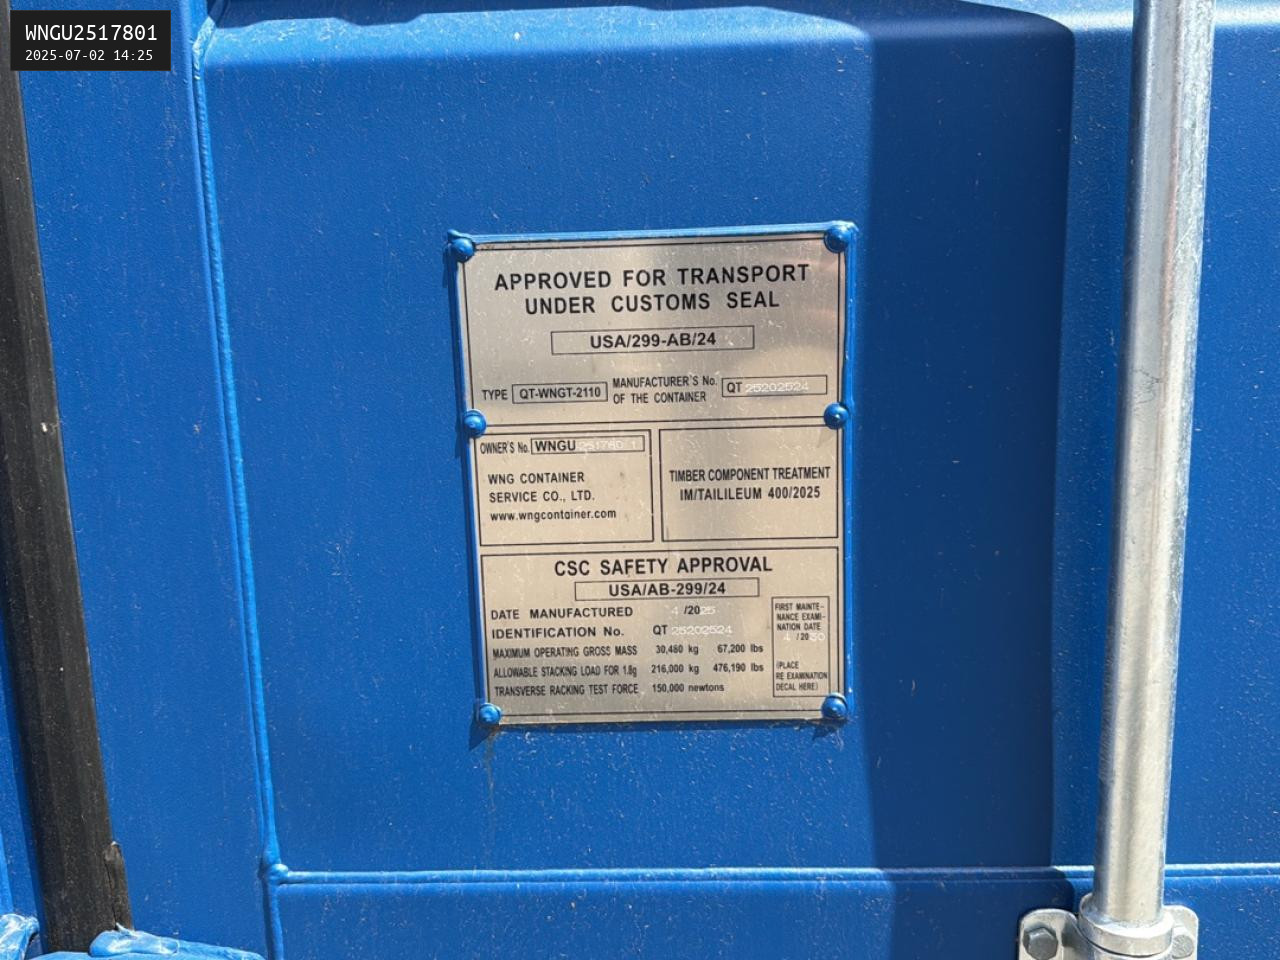 WNGU2517801
2025-07-02 14:25
APPROVED FOR TRANSPORT
UNDER CUSTOMS SEAL
USA/299-AB/24
TYPE QT-WNGT-2110 MANUFACTURER'S No. OF THE CONTAINER QT 25202524
OWNER'S No. WNGU 251780 1
WNG CONTAINER
SERVICE CO., LTD.
www.wngcontainer.com
TIMBER COMPONENT TREATMENT
IM/TAILILEUM 400/2025
CSC SAFETY APPROVAL
USA/AB-299/24
DATE MANUFACTURED 4 /2025
IDENTIFICATION No. QT 25202524
MAXIMUM OPERATING GROSS MASS 30,480 kg 67,200 lbs
ALLOWABLE STACKING LOAD FOR 1.8g 216,000 kg 476,190 lbs
TRANSVERSE RACKING TEST FORCE 150,000 newtons
FIRST MAINTE-
NANCE EXAMI-
NATION DATE
4 /2030
(PLACE
RE EXAMINATION
DECAL HERE)